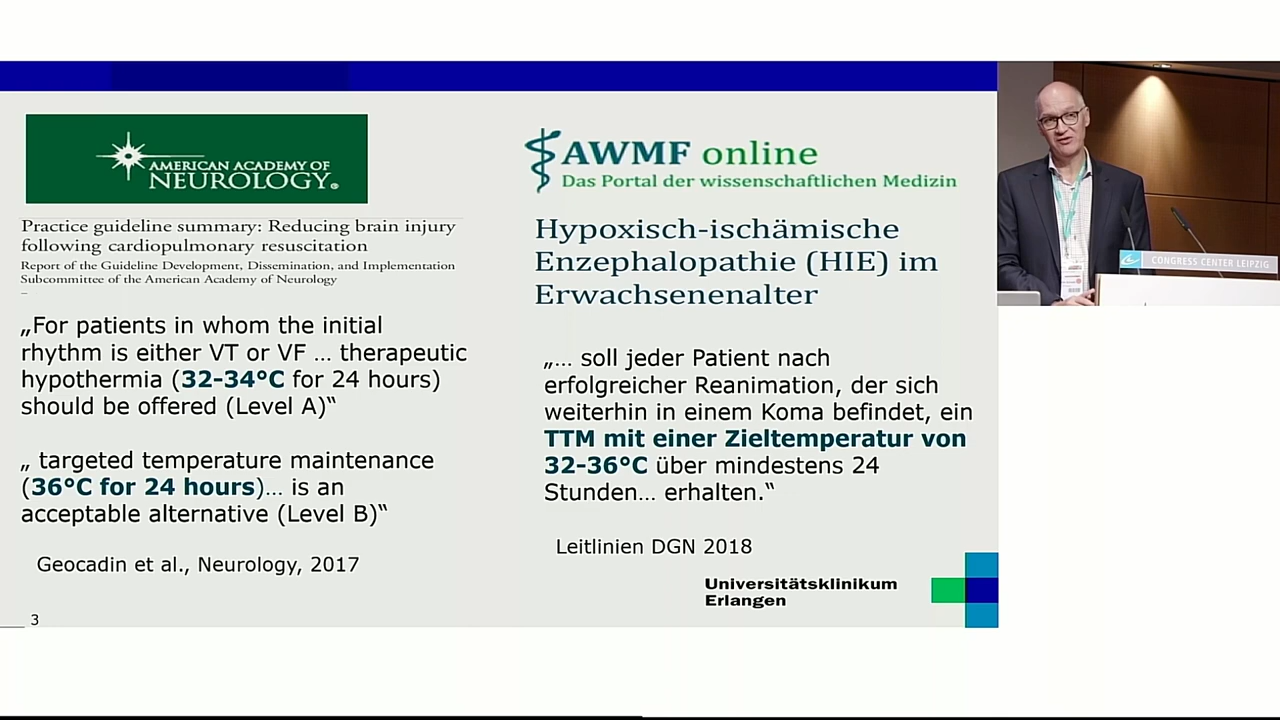 AMERICAN ACADEMY OF
NEUROLOGY®
Practice guideline summary: Reducing brain injury
following cardiopulmonary resuscitation
Report of the Guideline Development, Dissemination, and Implementation
Subcommittee of the American Academy of Neurology
„For patients in whom the initial
rhythm is either VT or VF … therapeutic
hypothermia (32-34°C for 24 hours)
should be offered (Level A)“
„ targeted temperature maintenance
(36°C for 24 hours)… is an
acceptable alternative (Level B)“
Geocadin et al., Neurology, 2017
3
AWMF online
Das Portal der wissenschaftlichen Medizin
Hypoxisch-ischämische
Enzephalopathie (HIE) im
Erwachsenenalter
„… soll jeder Patient nach
erfolgreicher Reanimation, der sich
weiterhin in einem Koma befindet, ein
TTM mit einer Zieltemperatur von
32-36°C über mindestens 24
Stunden… erhalten.“
Leitlinien DGN 2018
Universitätsklinikum
Erlangen
CONGRESS CENTER LEIPZIG